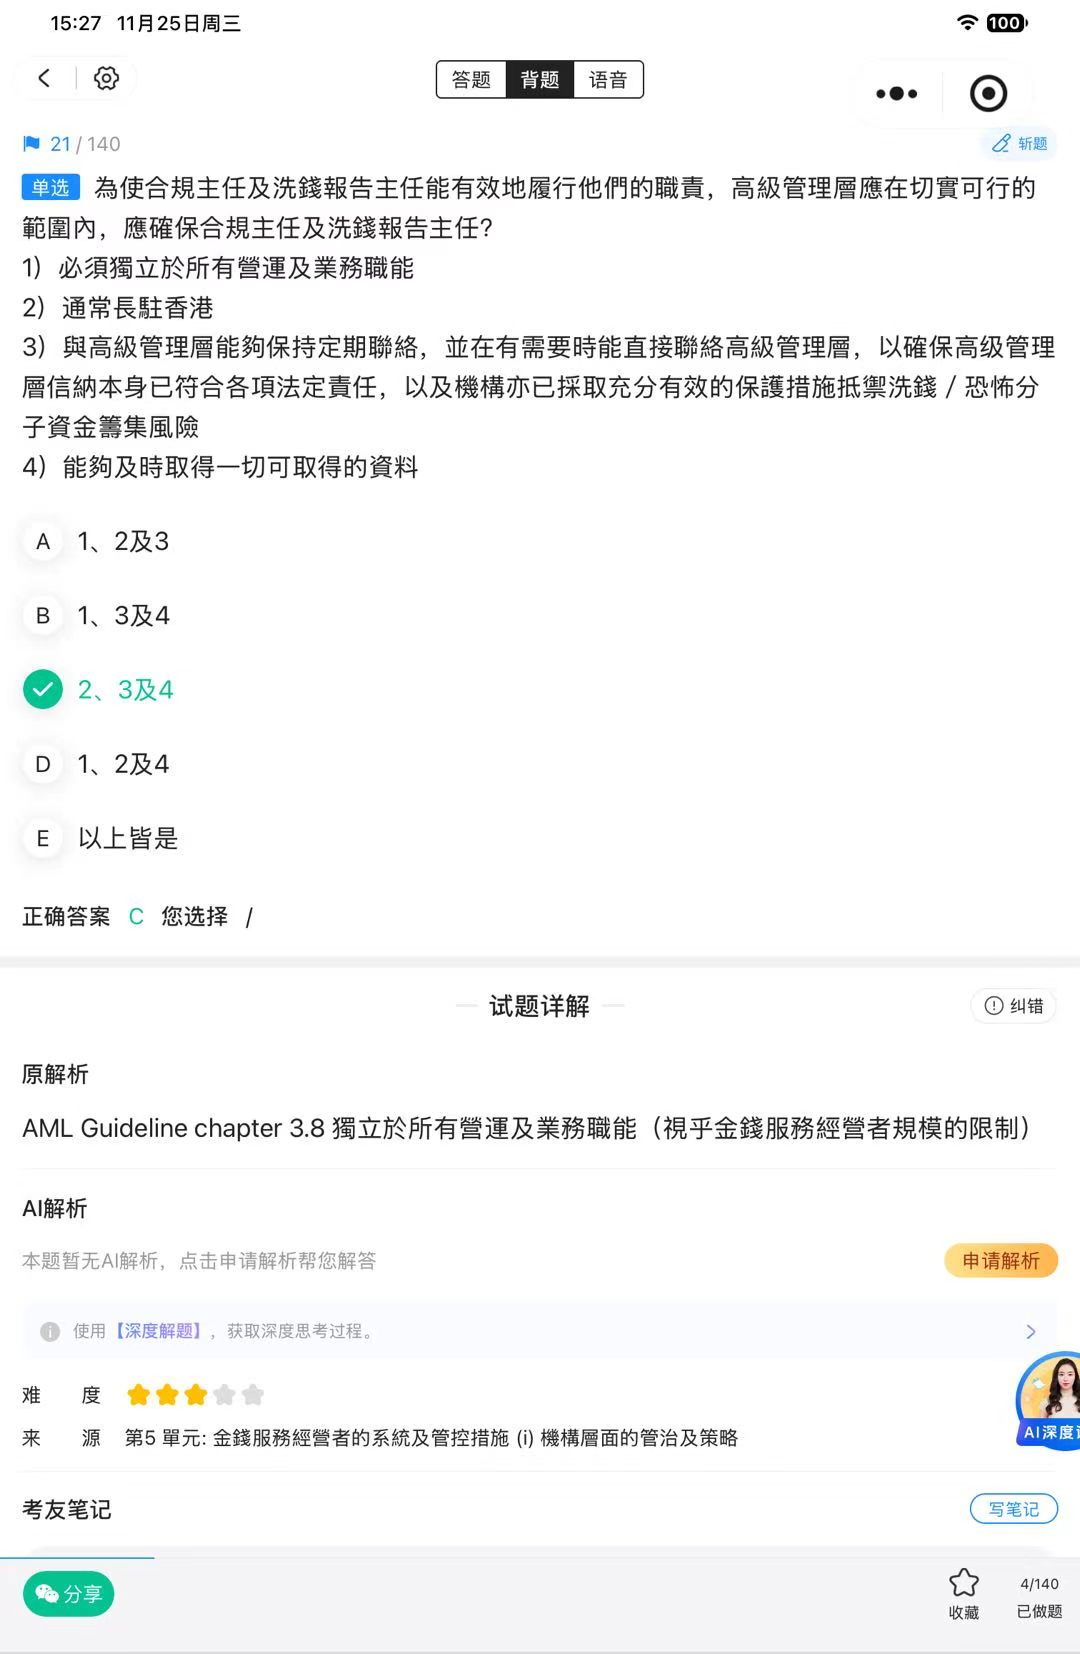 15:27 11月25日周三
100
答题 背题 语音
21 / 140
斩题
单选 為使合規主任及洗錢報告主任能有效地履行他們的職責，高級管理層應在切實可行的
範圍內，應確保合規主任及洗錢報告主任?
1）必須獨立於所有營運及業務職能
2）通常長駐香港
3）與高級管理層能夠保持定期聯絡，並在有需要時能直接聯絡高級管理層，以確保高级管理
層信納本身已符合各項法定責任，以及機構亦已採取充分有效的保護措施抵禦洗錢 / 恐怖分
子資金籌集風險
4）能夠及時取得一切可取得的資料
A 1、2及3
B 1、3及4
2、3及4
D 1、2及4
E 以上皆是
正确答案 C 您选择 /
试题详解
纠错
原解析
AML Guideline chapter 3.8 獨立於所有營運及業務職能（視乎金錢服務經營者規模的限制）
AI解析
本题暂无AI解析，点击申请解析帮您解答
申请解析
使用【深度解题】，获取深度思考过程。
难 度
来 源 第5 單元: 金錢服務經營者的系統及管控措施 (i) 機構層面的管治及策略
AI深度
考友笔记
写笔记
分享
收藏
4/140
已做题